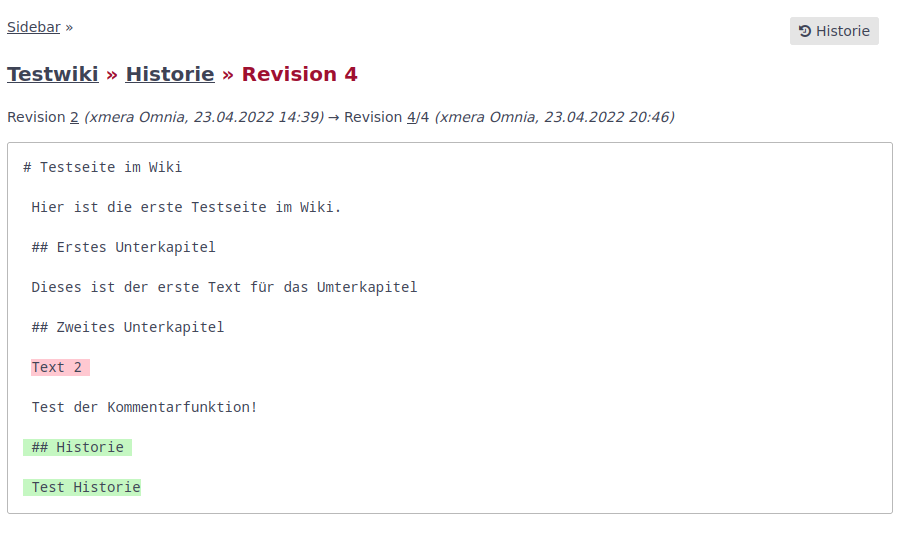 Sidebar »
Historie
Testwiki » Historie » Revision 4
Revision 2 (xmera Omnia, 23.04.2022 14:39) → Revision 4/4 (xmera Omnia, 23.04.2022 20:46)
# Testseite im Wiki
Hier ist die erste Testseite im Wiki.
## Erstes Unterkapitel
Dieses ist der erste Text für das Umterkapitel
## Zweites Unterkapitel
Text 2
Test der Kommentarfunktion!
## Historie
Test Historie